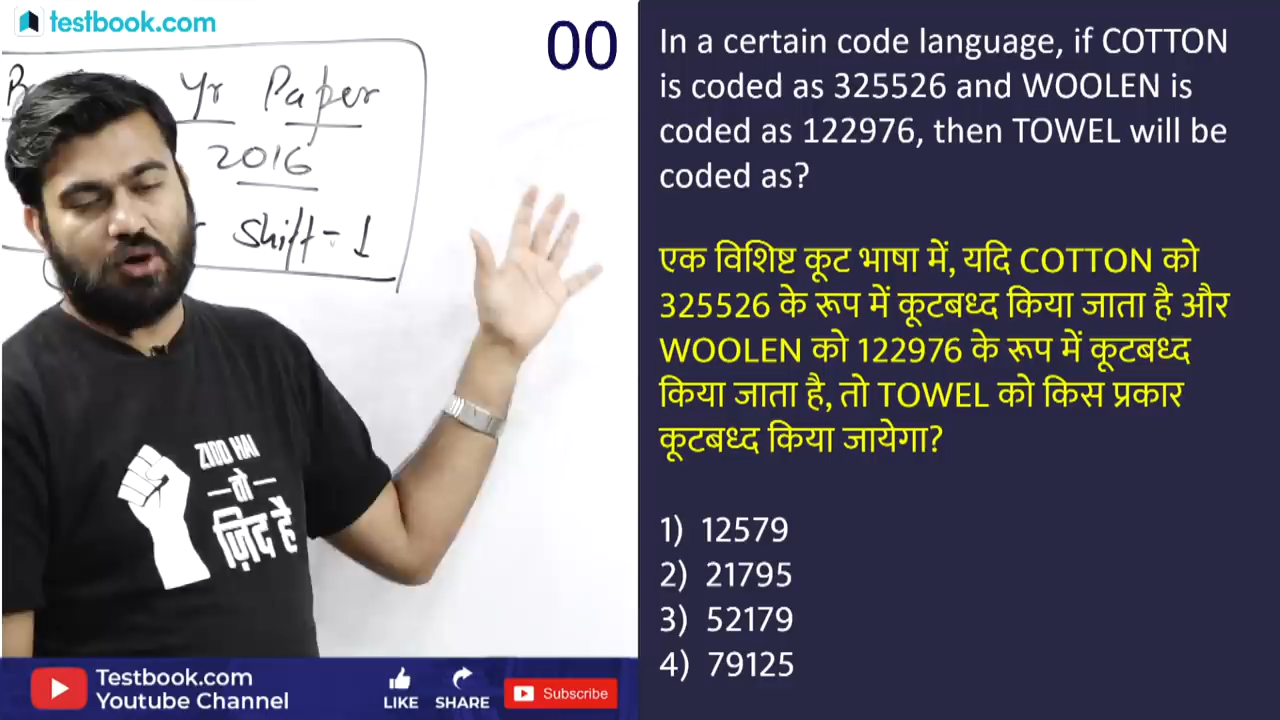 testbook.com
Yr Paper
2016
Shift - 1
00
In a certain code language, if COTTON
is coded as 325526 and WOOLEN is
coded as 122976, then TOWEL will be
coded as?
एक विशिष्ट कूट भाषा में, यदि COTTON को
325526 के रूप में कूटबध्द किया जाता है और
WOOLEN को 122976 के रूप में कूटबध्द
किया जाता है, तो TOWEL को किस प्रकार
कूटबध्द किया जायेगा?
1) 12579
2) 21795
3) 52179
4) 79125
ZIDD HAI
—तो—
ज़िद है
Testbook.com
Youtube Channel
LIKE
SHARE
Subscribe